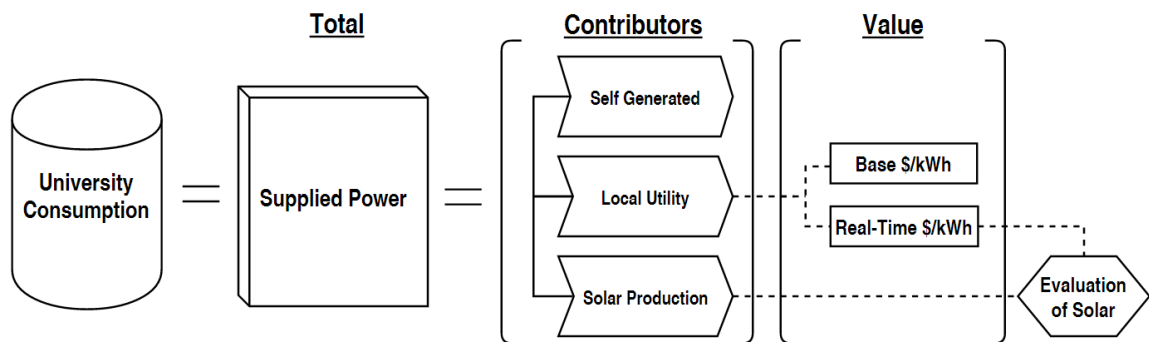 Total
Contributors
Value
University
Consumption
Supplied Power
Self Generated
Local Utility
Solar Production
Base $/kWh
Real-Time $/kWh
Evaluation
of Solar